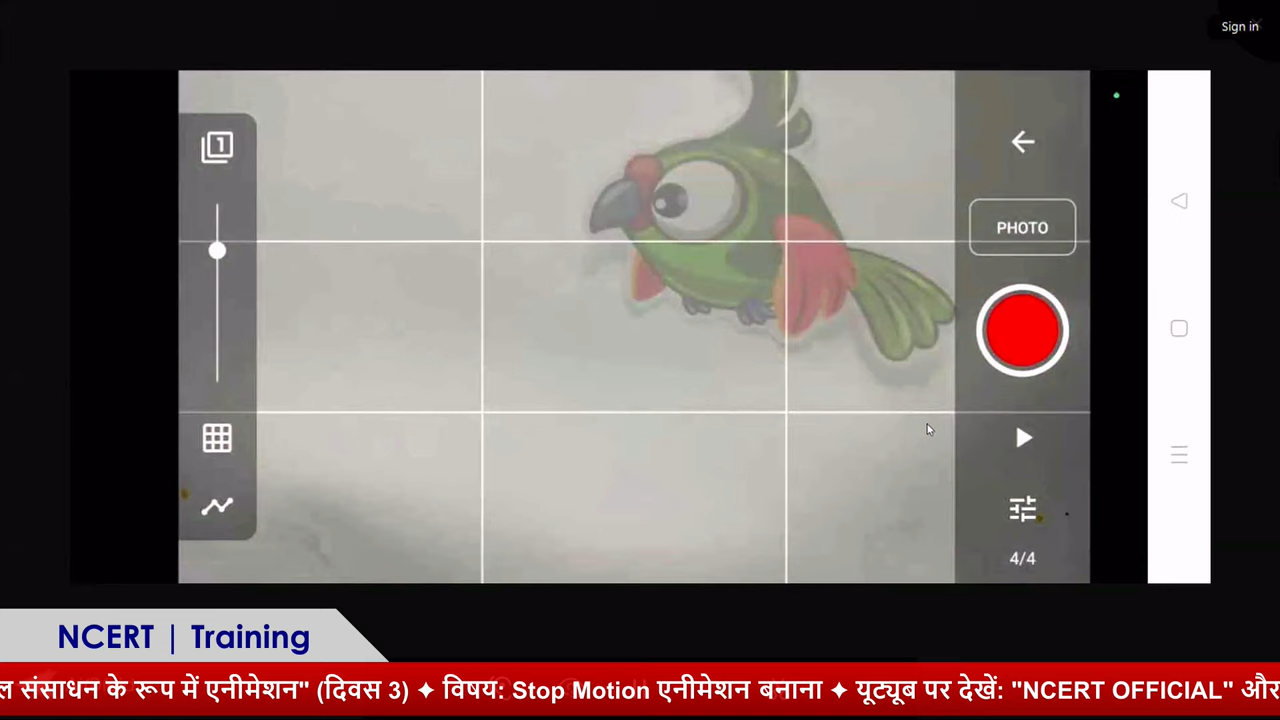 Sign in
1
PHOTO
4/4
NCERT | Training
संसाधन के रूप में एनीमेशन" (दिवस 3) ✦ विषय: Stop Motion एनीमेशन बनाना ✦ यूट्यूब पर देखें: "NCERT OFFICIAL" और